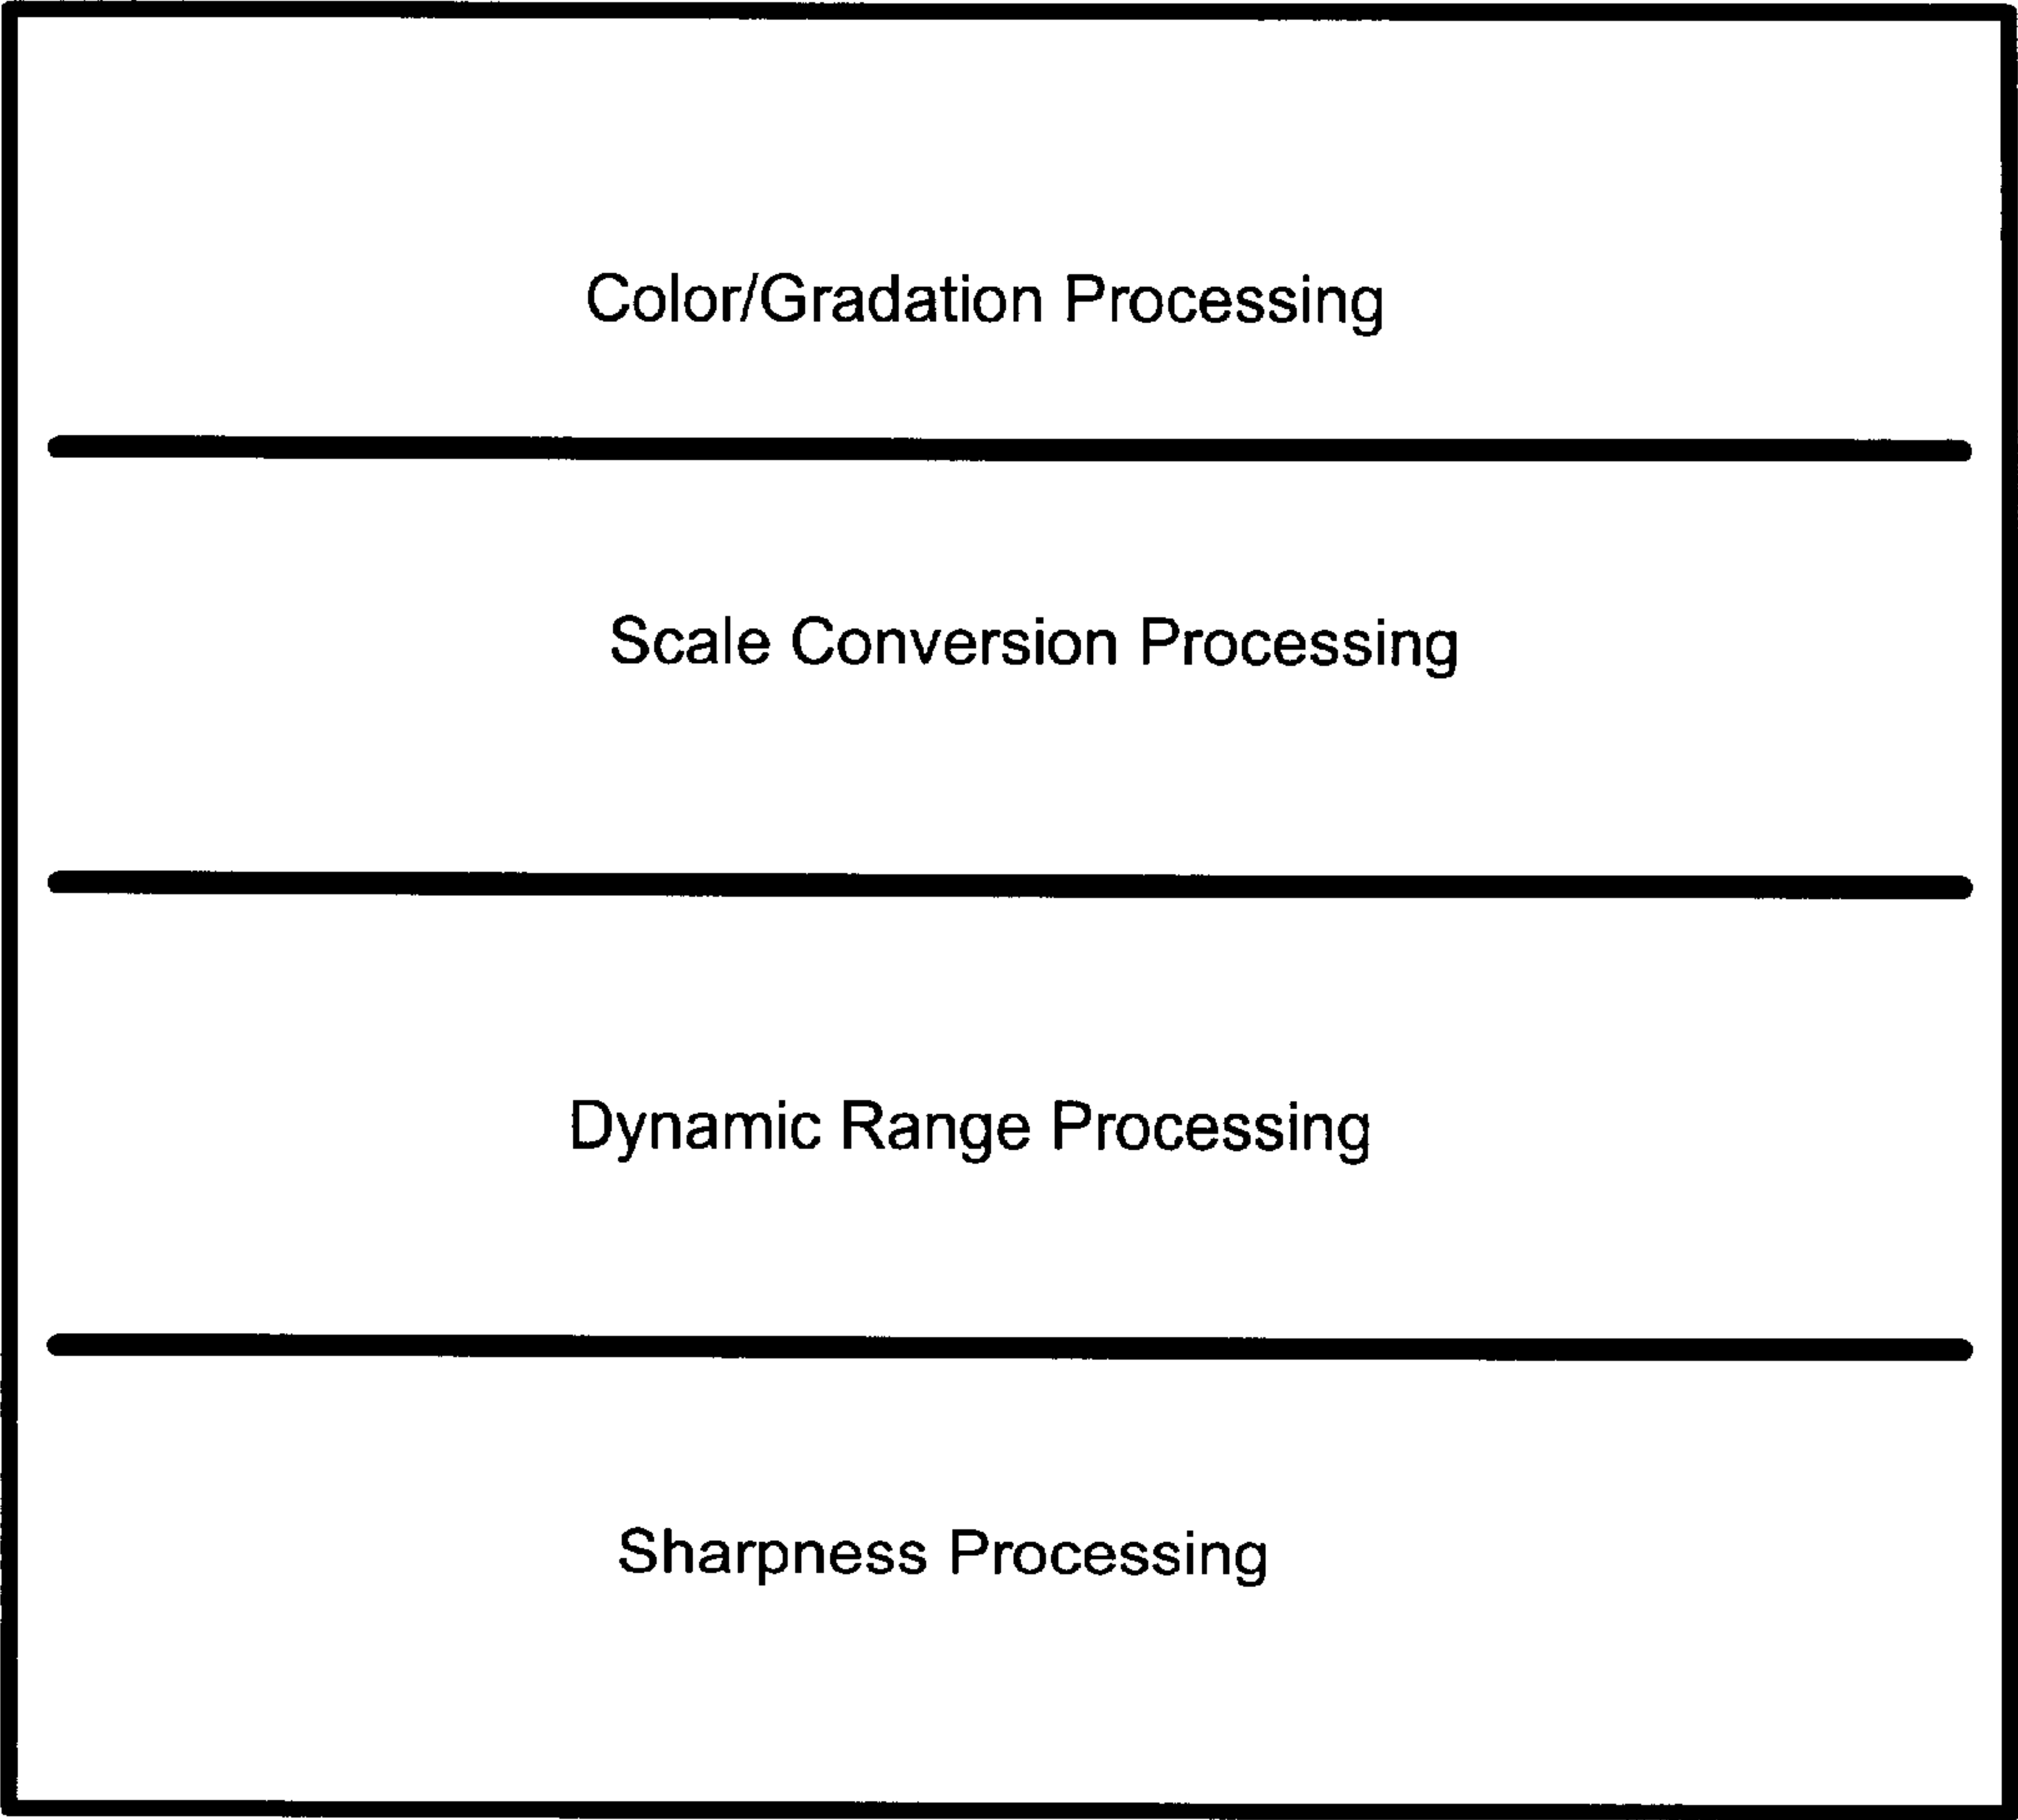 Color/Gradation Processing
Scale Conversion Processing
Dynamic Range Processing
Sharpness Processing